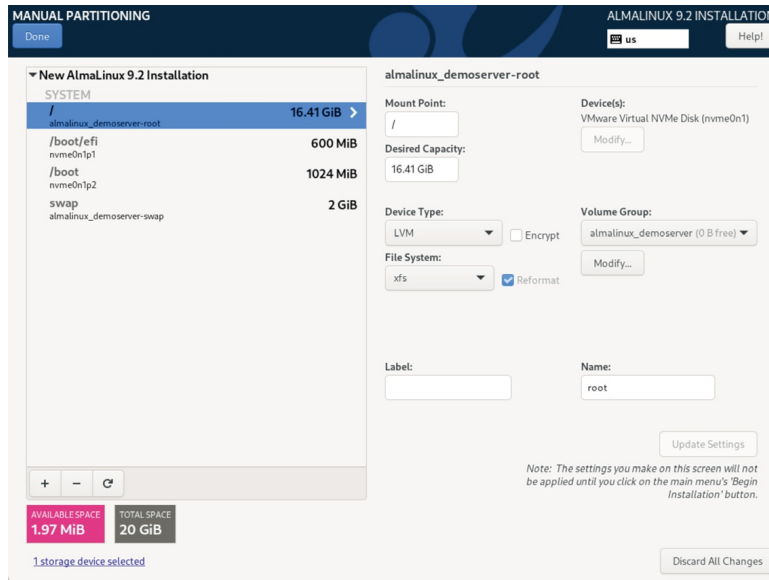 MANUAL PARTITIONING
ALMALINUX 9.2 INSTALLATION
Done
us
Help!
New AlmaLinux 9.2 Installation
SYSTEM
/
16.41 GiB
almalinux_demoserver-root
/boot/efi
600 MiB
nvme0n1p1
/boot
1024 MiB
nvme0n1p2
swap
2 GiB
almalinux_demoserver-swap
almalinux_demoserver-root
Mount Point:
/
Desired Capacity:
16.41 GiB
Device(s):
VMware Virtual NVMe Disk (nvme0n1)
Modify...
Device Type:
LVM
Encrypt
Volume Group:
almalinux_demoserver (0 B free)
Modify...
File System:
xfs
Reformat
Label:
Name:
root
Update Settings
Note: The settings you make on this screen will not
be applied until you click on the main menu's 'Begin
Installation' button.
+ −
AVAILABLE SPACE
1.97 MiB
TOTAL SPACE
20 GiB
1 storage device selected
Discard All Changes